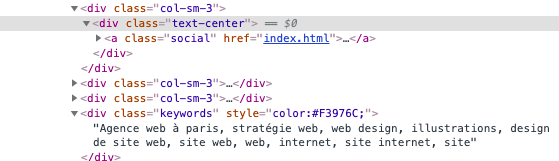 ▼<div class="col-sm-3">
▼<div class="text-center"> == $0
▶<a class="social" href="index.html">…</a>
</div>
</div>
▶<div class="col-sm-3">…</div>
▶<div class="col-sm-3">…</div>
▼<div class="keywords" style="color:#F3976C;">
"Agence web à paris, stratégie web, web design, illustrations, design
de site web, site web, web, internet, site internet, site"
</div>